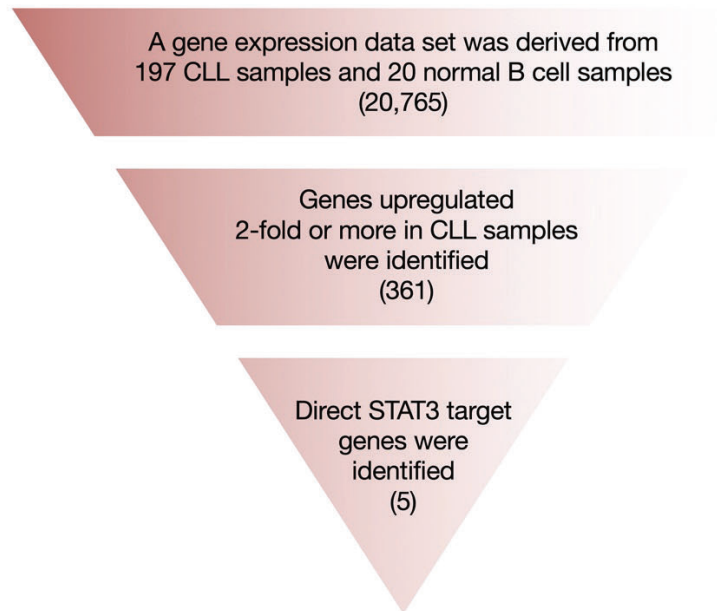 A gene expression data set was derived from
197 CLL samples and 20 normal B cell samples
(20,765)
Genes upregulated
2-fold or more in CLL samples
were identified
(361)
Direct STAT3 target
genes were
identified
(5)